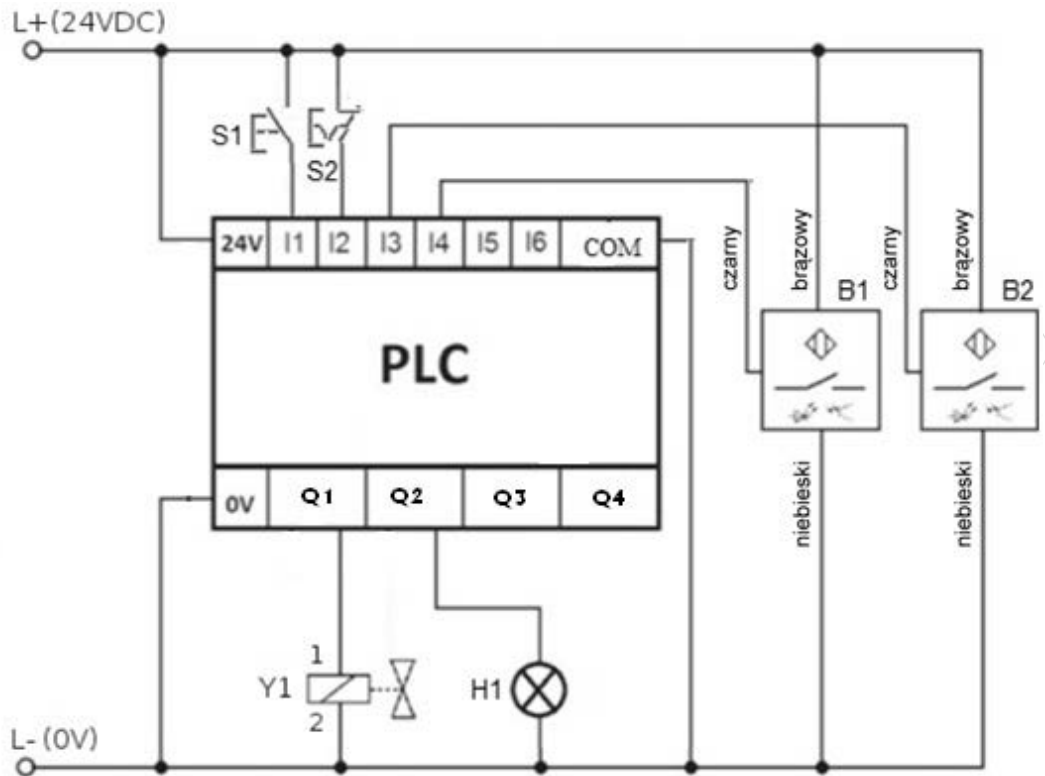 L+(24VDC)
S1
S2
24V I1 I2 I3 I4 I5 I6 COM
czarny
brązowy
czarny
brązowy
B1
B2
PLC
0V Q1 Q2 Q3 Q4
niebieski
niebieski
1
Y1
2
H1
L- (0V)